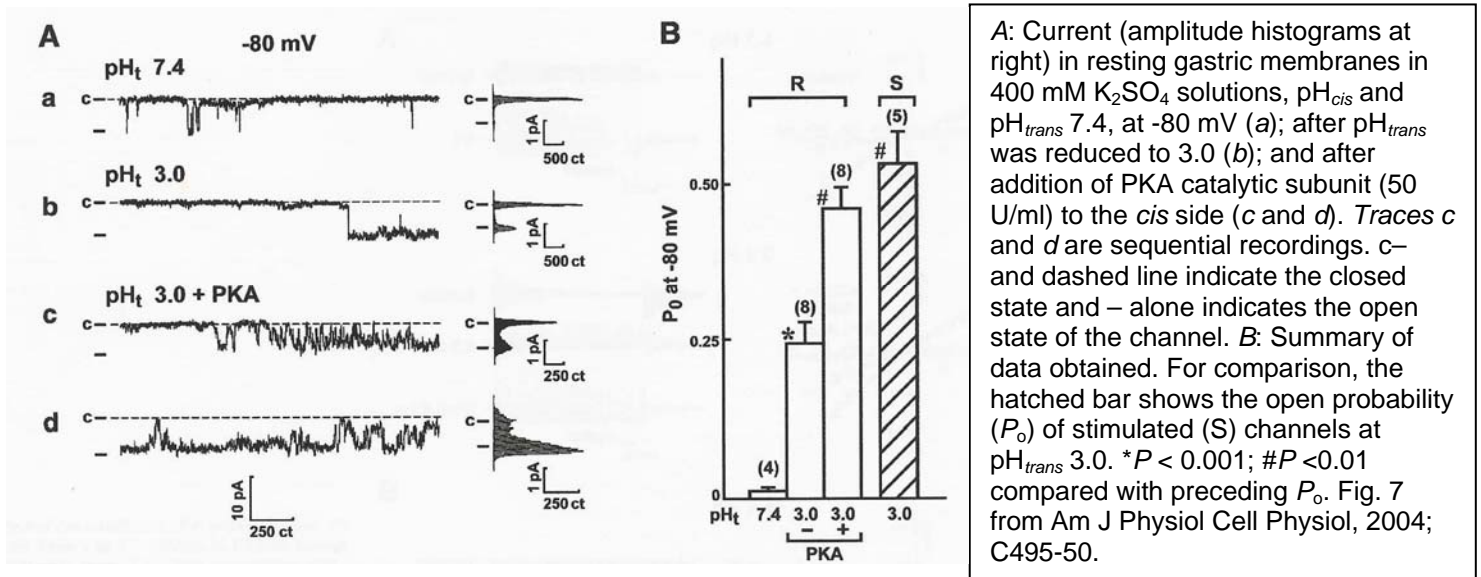 A
-80 mV
pHt 7.4
a c–
–
1 pA
500 ct
pHt 3.0
b c–
–
1 pA
500 ct
pHt 3.0 + PKA
c c–
–
1 pA
250 ct
d c–
–
1 pA
250 ct
10 pA
250 ct
B
P0 at -80 mV
R S
0.50
0.25
0
(4)
* (8)
# (8)
# (5)
pHt 7.4 3.0 3.0 3.0
– +
PKA
A: Current (amplitude histograms at
right) in resting gastric membranes in
400 mM K2SO4 solutions, pHcis and
pHtrans 7.4, at -80 mV (a); after pHtrans
was reduced to 3.0 (b); and after
addition of PKA catalytic subunit (50
U/ml) to the cis side (c and d). Traces c
and d are sequential recordings. c–
and dashed line indicate the closed
state and – alone indicates the open
state of the channel. B: Summary of
data obtained. For comparison, the
hatched bar shows the open probability
(Po) of stimulated (S) channels at
pHtrans 3.0. *P < 0.001; #P <0.01
compared with preceding Po. Fig. 7
from Am J Physiol Cell Physiol, 2004;
C495-50.